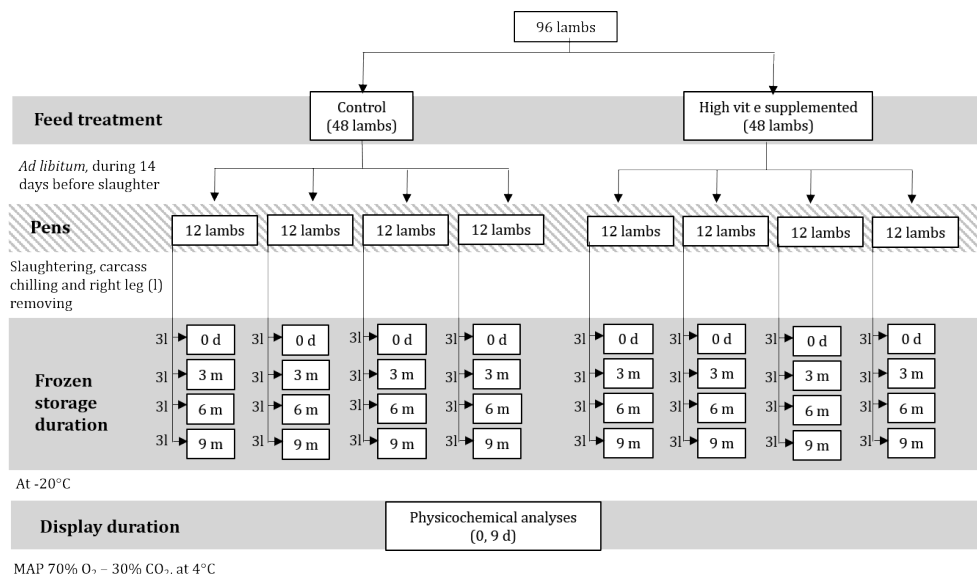 96 lambs
Feed treatment
Control
(48 lambs)
High vit e supplemented
(48 lambs)
Ad libitum, during 14
days before slaughter
Pens
12 lambs
12 lambs
12 lambs
12 lambs
12 lambs
12 lambs
12 lambs
12 lambs
Slaughtering, carcass
chilling and right leg (l)
removing
Frozen
storage
duration
3l 0 d 3l 0 d 3l 0 d 3l 0 d 3l 0 d 3l 0 d 3l 0 d 3l 0 d
3l 3 m 3l 3 m 3l 3 m 3l 3 m 3l 3 m 3l 3 m 3l 3 m 3l 3 m
3l 6 m 3l 6 m 3l 6 m 3l 6 m 3l 6 m 3l 6 m 3l 6 m 3l 6 m
3l 9 m 3l 9 m 3l 9 m 3l 9 m 3l 9 m 3l 9 m 3l 9 m 3l 9 m
At -20°C
Display duration
Physicochemical analyses
(0, 9 d)
MAP 70% O₂ – 30% CO₂, at 4°C